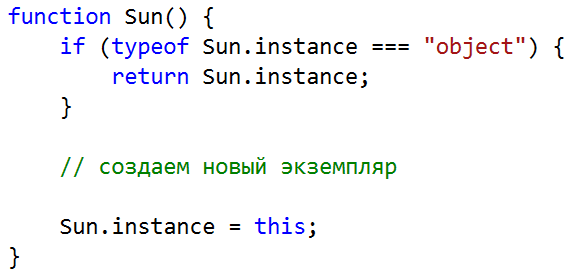 function Sun() {
    if (typeof Sun.instance === "object") {
        return Sun.instance;
    }
    // создаем новый экземпляр
    Sun.instance = this;
}